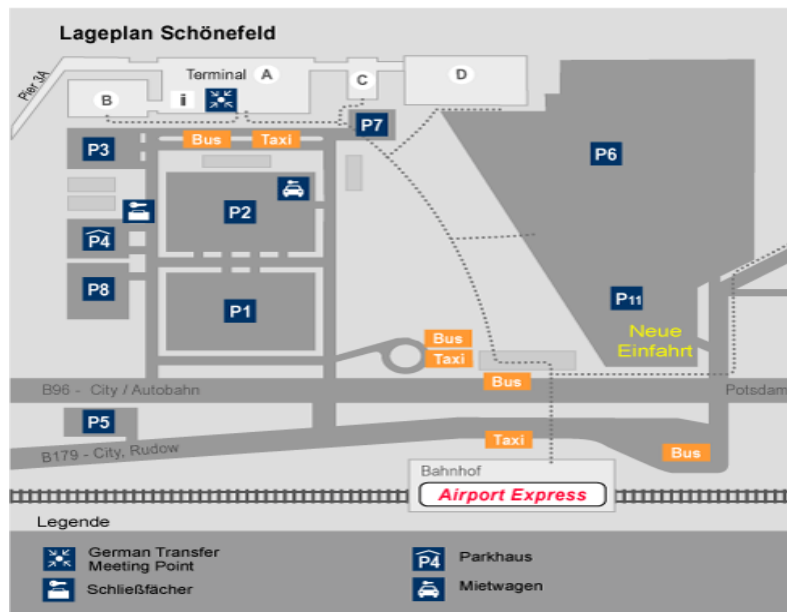 Lageplan Schönefeld
Pier 3A
Terminal A
B
i
C
D
P7
Bus
Taxi
P3
P6
P2
P4
P8
P1
P11
Neue
Einfahrt
Bus
Taxi
Bus
B96 - City / Autobahn
Potsdam
P5
Taxi
B179 - City, Rudow
Bus
Bahnhof
Airport Express
Legende
German Transfer
Meeting Point
P4 Parkhaus
Schließfächer
Mietwagen